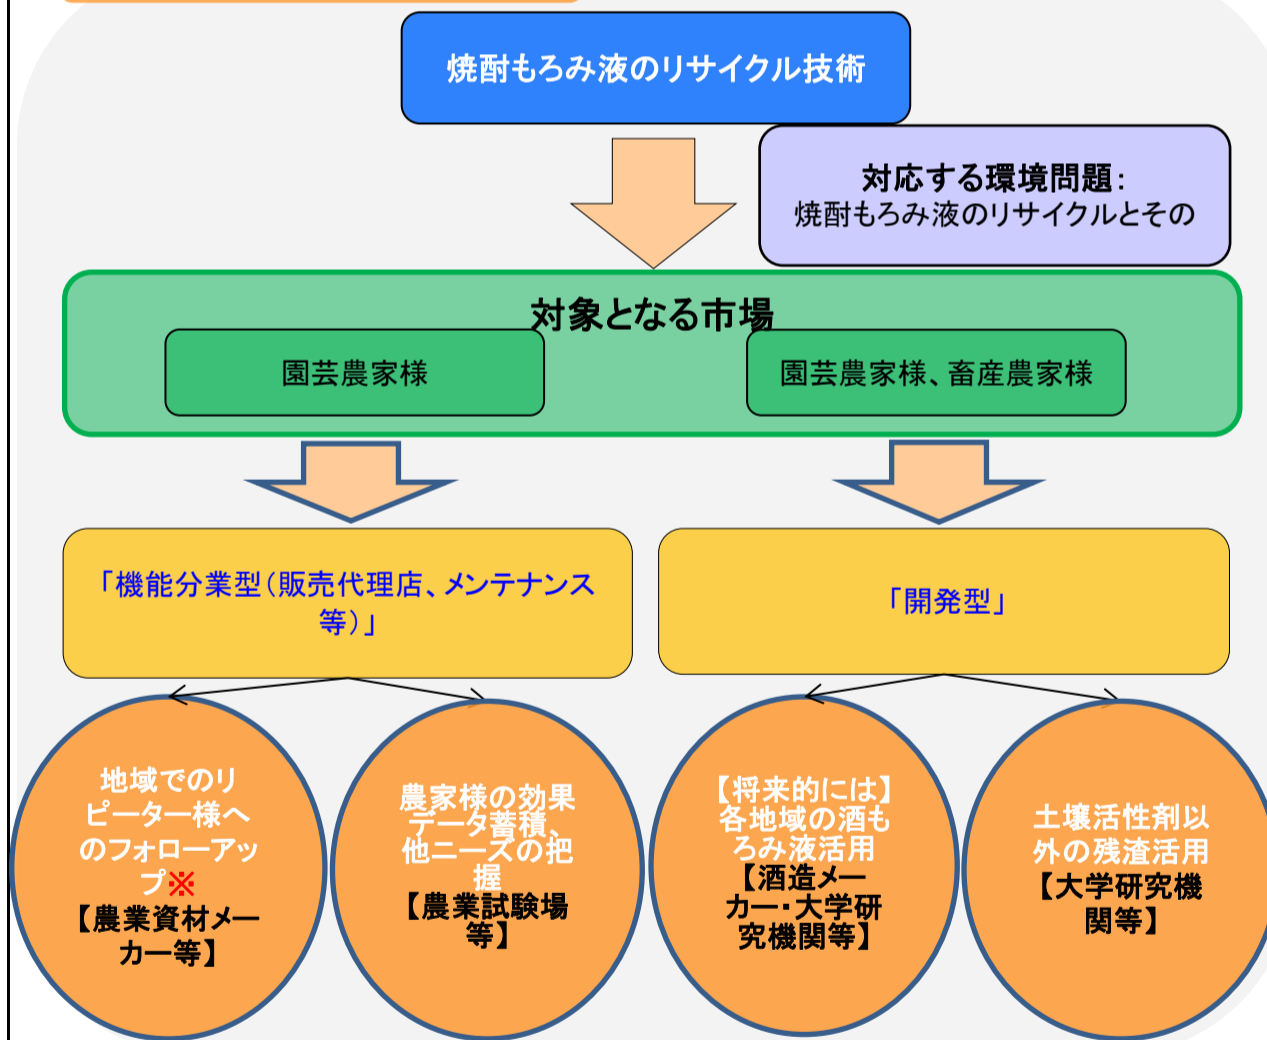 焼酎もろみ液のリサイクル技術
対応する環境問題：
焼酎もろみ液のリサイクルとその
対象となる市場
園芸農家様
園芸農家様、畜産農家様
「機能分業型（販売代理店、メンテナンス
等）」
「開発型」
地域でのリ
ピーター様へ
のフォローアッ
プ※
【農業資材メー
カー等】
農家様の効果
データ蓄積、
他ニーズの把
握
【農業試験場
等】
【将来的には】
各地域の酒も
ろみ液活用
【酒造メー
カー・大学研
究機関等】
土壌活性剤以
外の残渣活用
【大学研究機
関等】